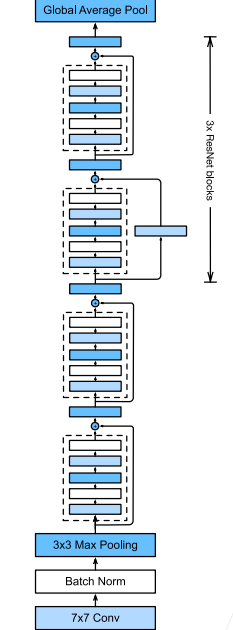 Global Average Pool
3x ResNet blocks
3x3 Max Pooling
Batch Norm
7x7 Conv